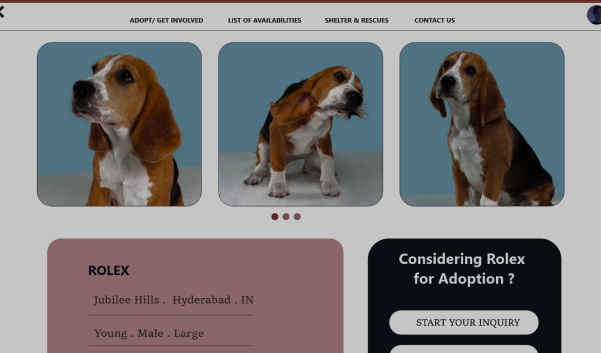 ADOPT/ GET INVOLVED
LIST OF AVAILABILITIES
SHELTER & RESCUES
CONTACT US
ROLEX
Jubilee Hills . Hyderabad . IN
Young . Male . Large
Considering Rolex
for Adoption ?
START YOUR INQUIRY